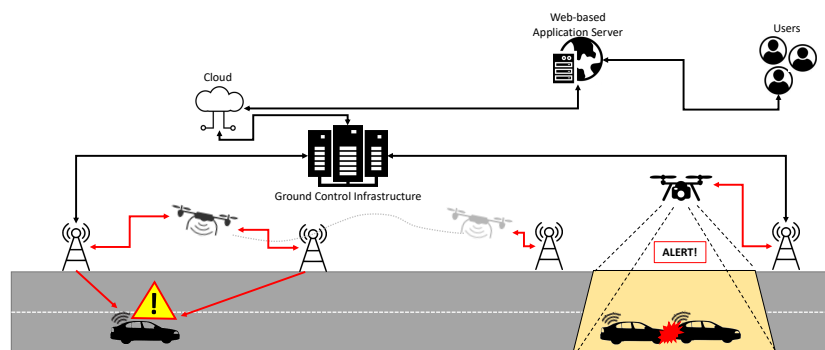 Web-based
Application Server
Users
Cloud
Ground Control Infrastructure
ALERT!
!